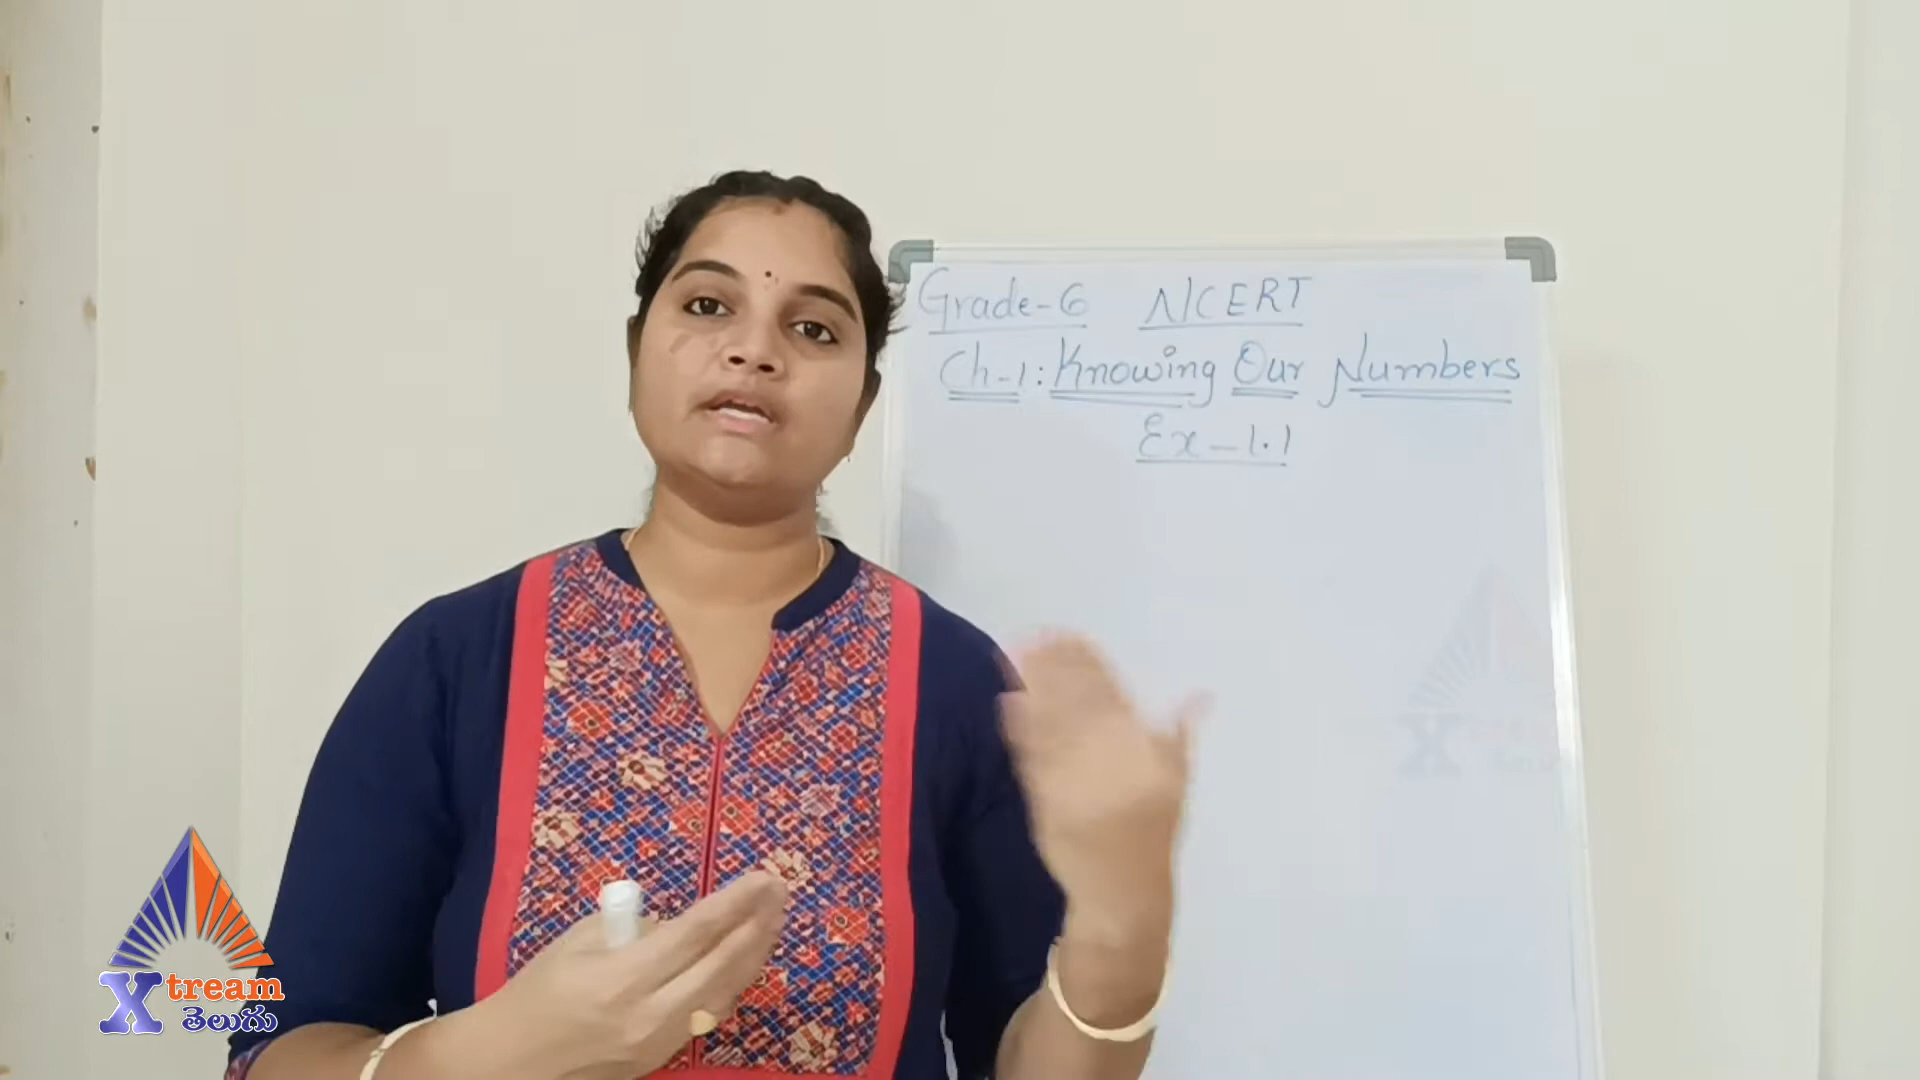 Grade-6 NCERT
Ch-1: Knowing Our Numbers
Ex-1.1
Xtream
తెలుగు